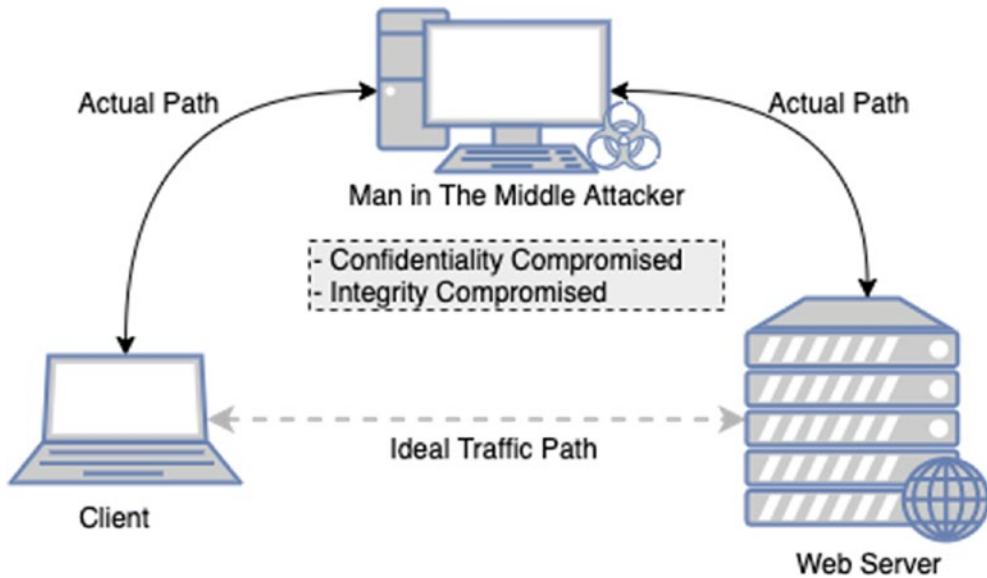 Actual Path
Actual Path
Man in The Middle Attacker
- Confidentiality Compromised
- Integrity Compromised
Ideal Traffic Path
Client
Web Server